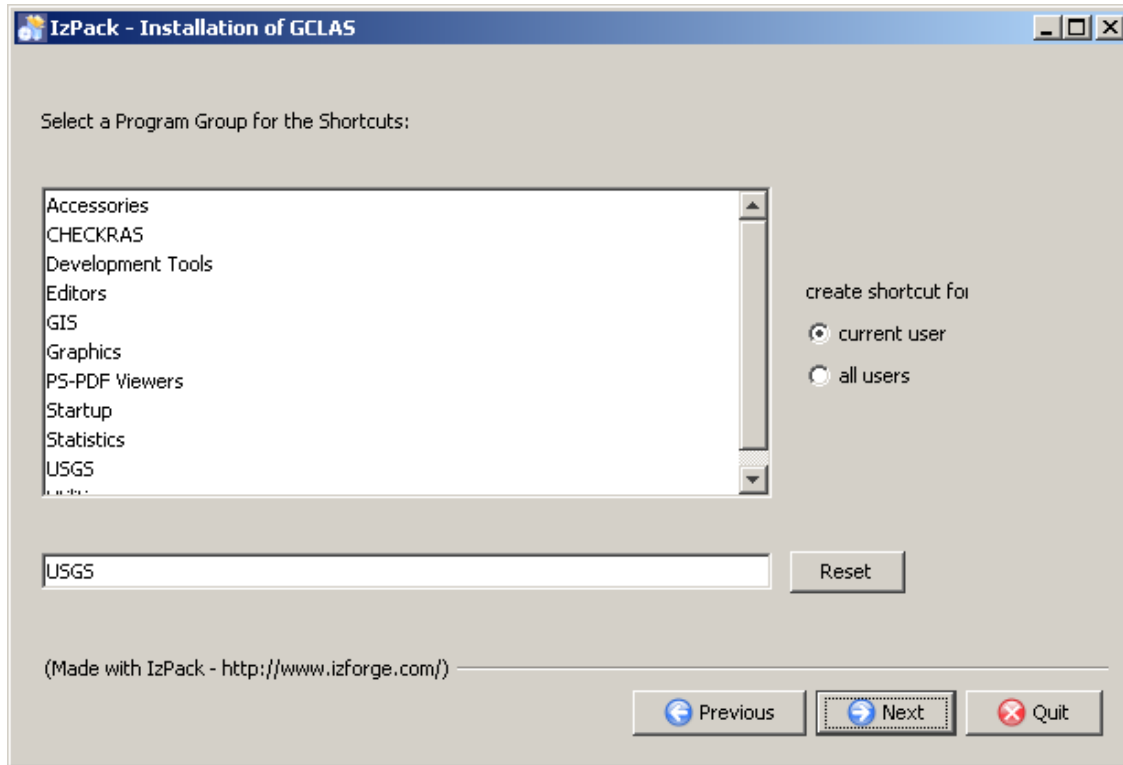 IzPack - Installation of GCLAS
Select a Program Group for the Shortcuts:
Accessories
CHECKRAS
Development Tools
Editors
GIS
Graphics
PS-PDF Viewers
Startup
Statistics
USGS
create shortcut for
current user
all users
USGS
Reset
(Made with IzPack - http://www.izforge.com/)
Previous
Next
Quit